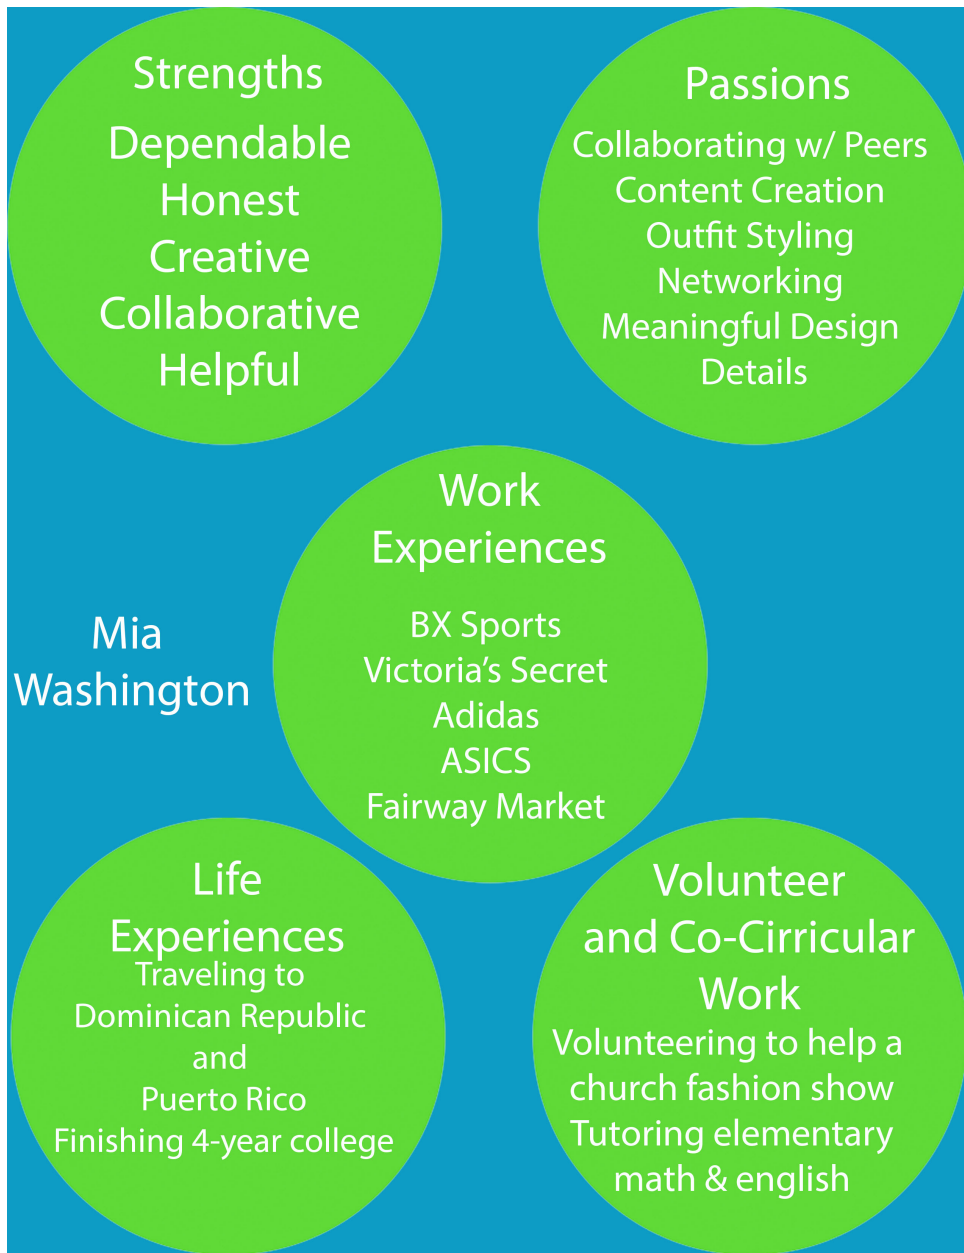 Strengths
Dependable
Honest
Creative
Collaborative
Helpful
Passions
Collaborating w/ Peers
Content Creation
Outfit Styling
Networking
Meaningful Design
Details
Work
Experiences
BX Sports
Victoria’s Secret
Adidas
ASICS
Fairway Market
Mia
Washington
Life
Experiences
Traveling to
Dominican Republic
and
Puerto Rico
Finishing 4-year college
Volunteer
and Co-Cirricular
Work
Volunteering to help a
church fashion show
Tutoring elementary
math & english